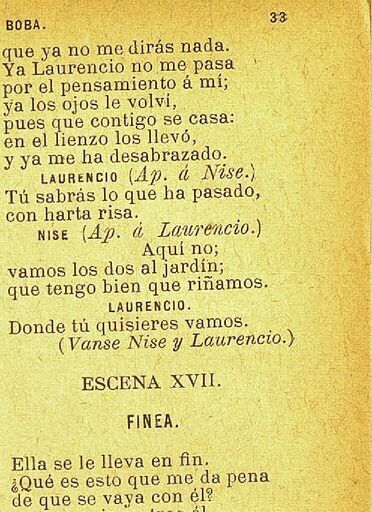 BOBA. 33
que ya no me dirás nada.
Ya Laurencio no me pasa
por el pensamiento á mí;
ya los ojos le volví,
pues que contigo se casa:
en el lienzo los llevó,
y ya me ha desabrazado.
LAURENCIO (Ap. á Nise.)
Tú sabrás lo que ha pasado,
con harta risa.
NISE (Ap. á Laurencio.)
Aquí no;
vamos los dos al jardín;
que tengo bien que riñamos.
LAURENCIO.
Donde tú quisieres vamos.
(Vanse Nise y Laurencio.)
ESCENA XVII.
FINEA.
Ella se le lleva en fin.
¿Qué es esto que me da pena
de que se vaya con él?